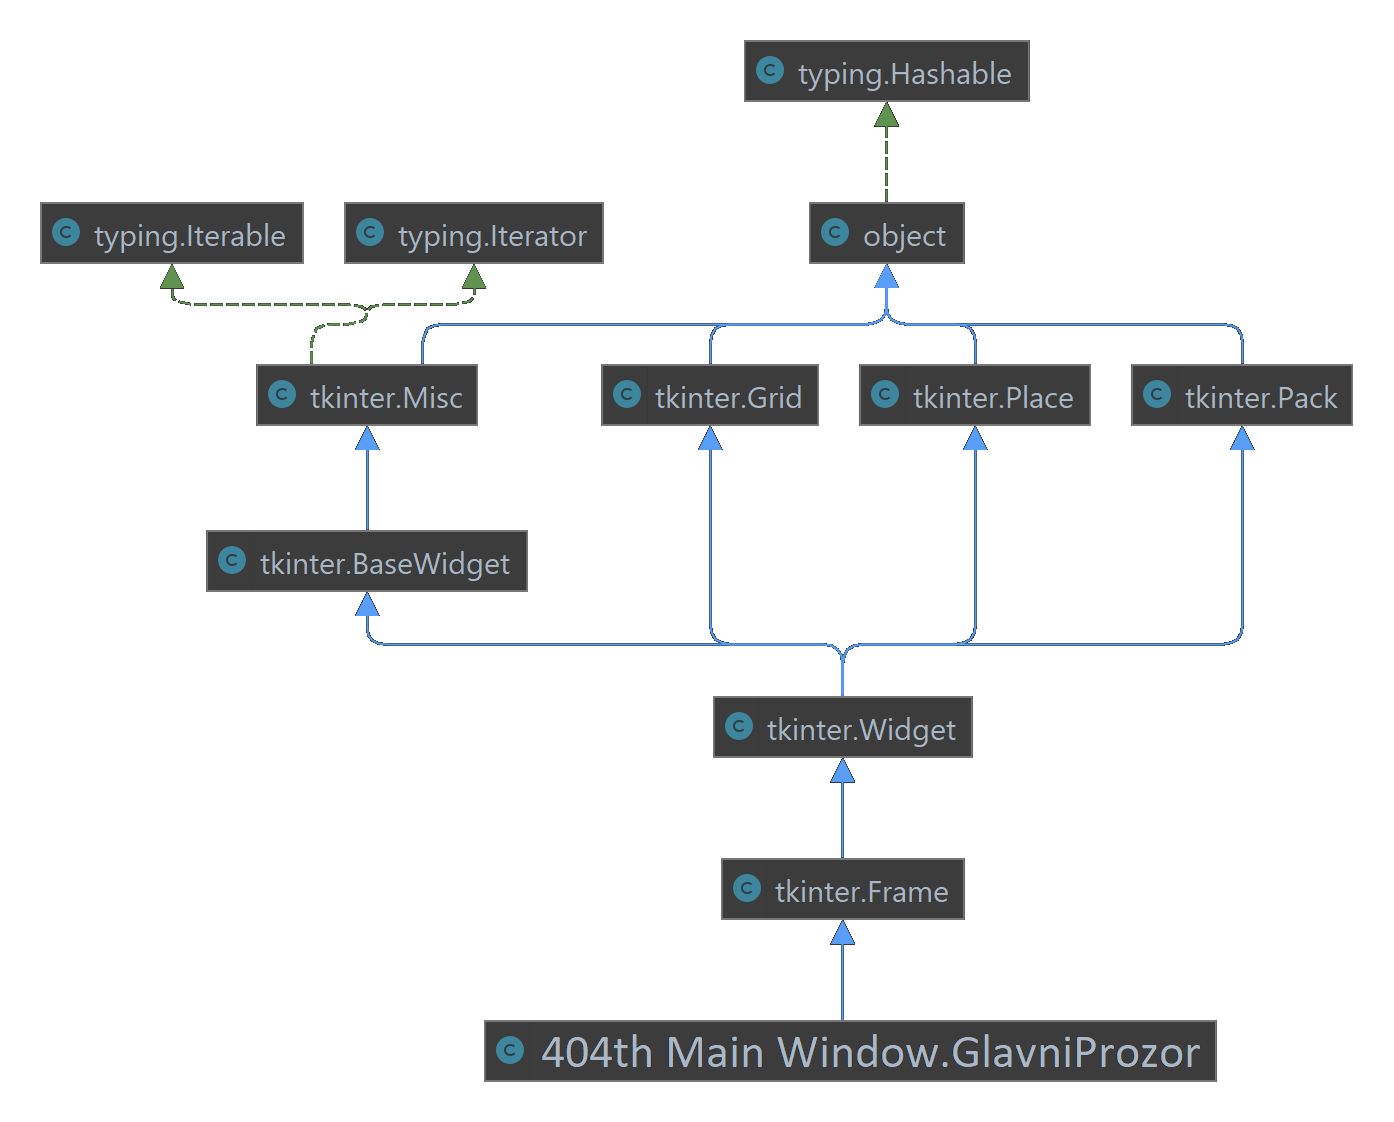 C typing.Hashable
C typing.Iterable
C typing.Iterator
C object
C tkinter.Misc
C tkinter.Grid
C tkinter.Place
C tkinter.Pack
C tkinter.BaseWidget
C tkinter.Widget
C tkinter.Frame
C 404th Main Window.GlavniProzor